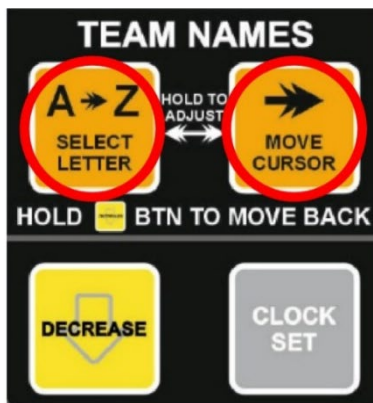 TEAM NAMES
A Z
SELECT
LETTER
HOLD TO
ADJUST
MOVE
CURSOR
HOLD BTN TO MOVE BACK
DECREASE
CLOCK
SET